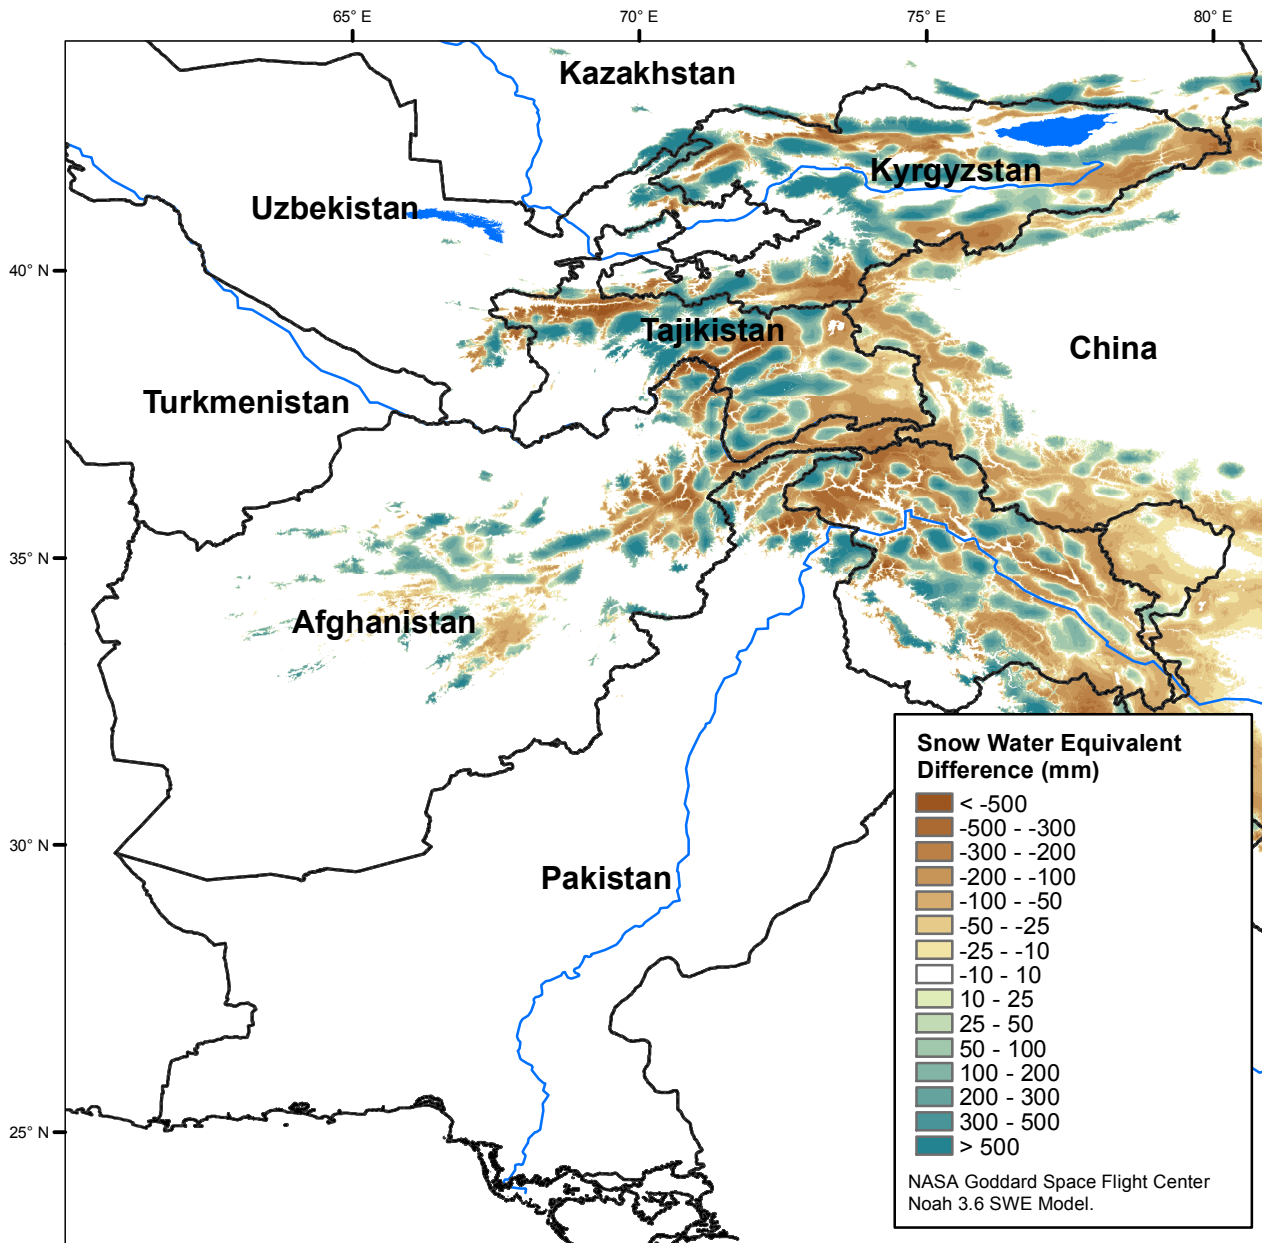 65° E
70° E
75° E
80° E
Kazakhstan
Kyrgyzstan
Uzbekistan
40° N
Tajikistan
China
Turkmenistan
35° N
Afghanistan
30° N
Pakistan
25° N
Snow Water Equivalent
Difference (mm)
< -500
-500 - -300
-300 - -200
-200 - -100
-100 - -50
-50 - -25
-25 - -10
-10 - 10
10 - 25
25 - 50
50 - 100
100 - 200
200 - 300
300 - 500
> 500
NASA Goddard Space Flight Center
Noah 3.6 SWE Model.